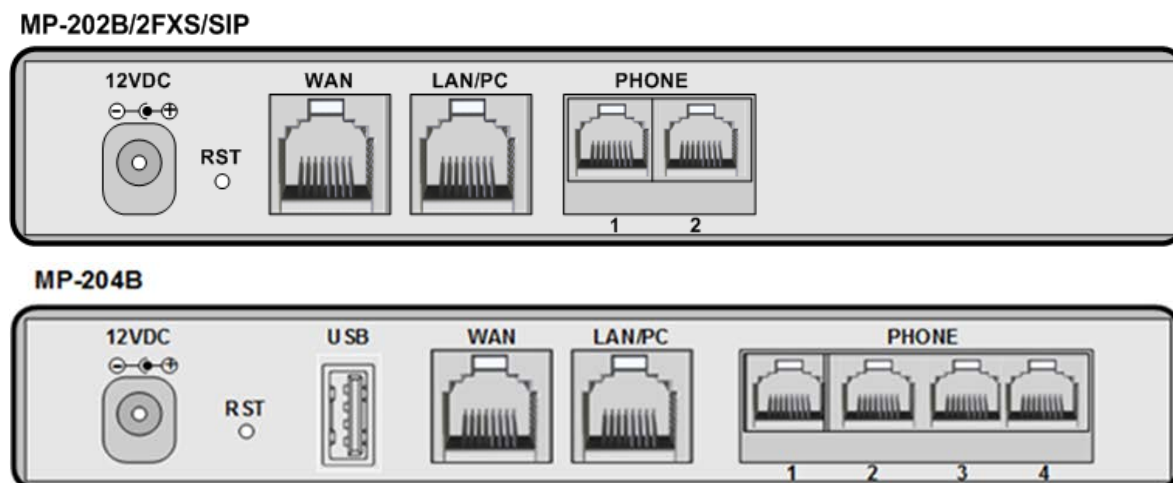 MP-202B/2FXS/SIP
12VDC WAN LAN/PC PHONE
RST
1 2
MP-204B
12VDC USB WAN LAN/PC PHONE
RST
1 2 3 4